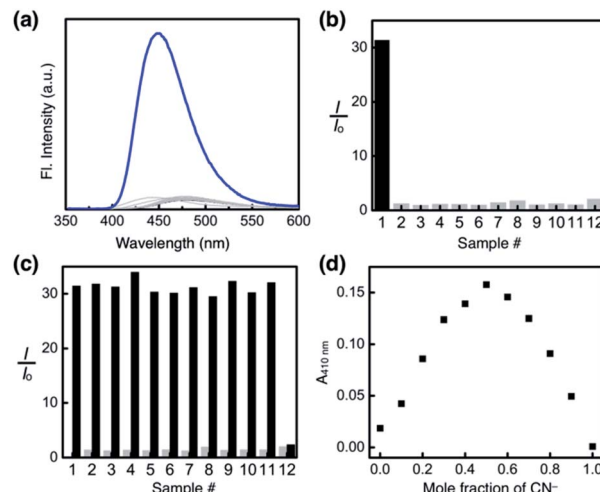 (a)
Fl. Intensity (a.u.)
350 400 450 500 550 600
Wavelength (nm)
(b)
I/Io
30
20
10
0
1 2 3 4 5 6 7 8 9 10 11 12
Sample #
(c)
I/Io
30
20
10
0
1 2 3 4 5 6 7 8 9 10 11 12
Sample #
(d)
A410 nm
0.15
0.10
0.05
0.00
0.0 0.2 0.4 0.6 0.8 1.0
Mole fraction of CN⁻